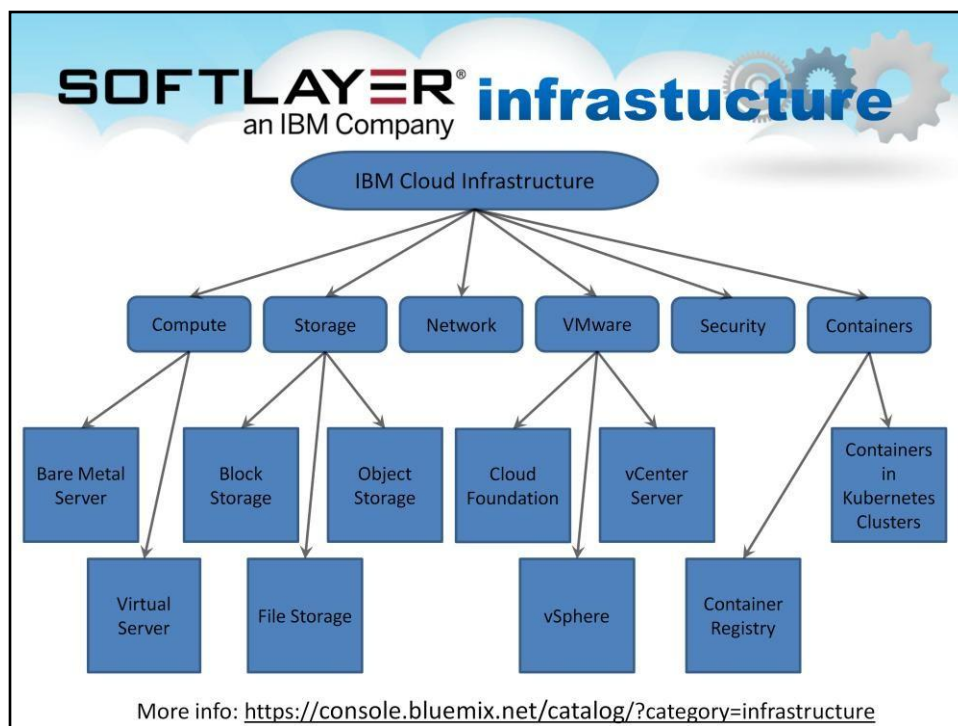 SOFTLAYER® infrastucture
an IBM Company
IBM Cloud Infrastructure
Compute
Storage
Network
VMware
Security
Containers
Bare Metal
Server
Block
Storage
Object
Storage
Cloud
Foundation
vCenter
Server
Containers
in
Kubernetes
Clusters
Virtual
Server
File Storage
vSphere
Container
Registry
More info: https://console.bluemix.net/catalog/?category=infrastructure